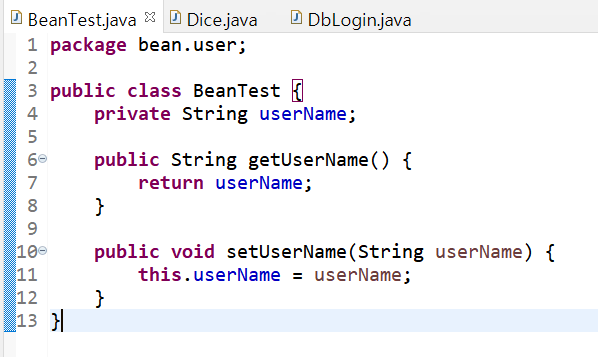 BeanTest.java Dice.java DbLogin.java
1 package bean.user;
2
3 public class BeanTest {
4     private String userName;
5
6     public String getUserName() {
7         return userName;
8     }
9
10     public void setUserName(String userName) {
11         this.userName = userName;
12     }
13 }